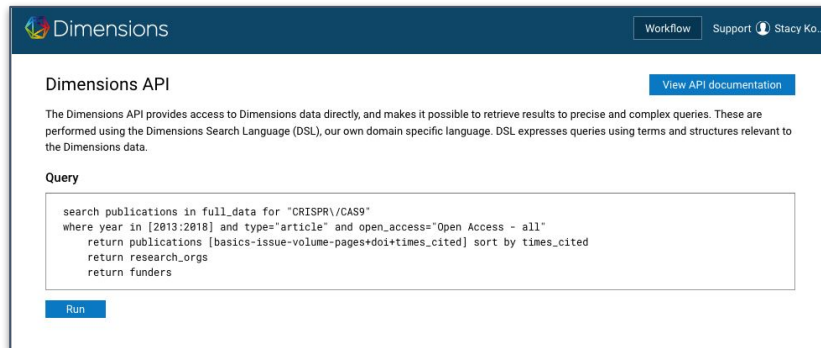 Dimensions
Workflow Support Stacy Ko..
Dimensions API
View API documentation
The Dimensions API provides access to Dimensions data directly, and makes it possible to retrieve results to precise and complex queries. These are
performed using the Dimensions Search Language (DSL), our own domain specific language. DSL expresses queries using terms and structures relevant to
the Dimensions data.
Query
search publications in full_data for "CRISPR\/CAS9"
where year in [2013:2018] and type="article" and open_access="Open Access - all"
return publications [basics-issue-volume-pages+doi+times_cited] sort by times_cited
return research_orgs
return funders
Run